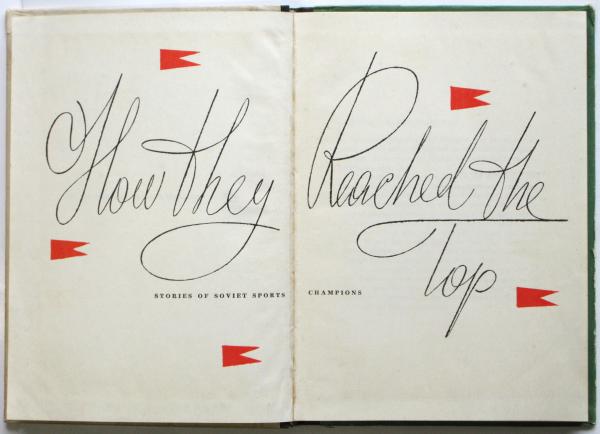 How they Reached the
Top
STORIES OF SOVIET SPORTS CHAMPIONS